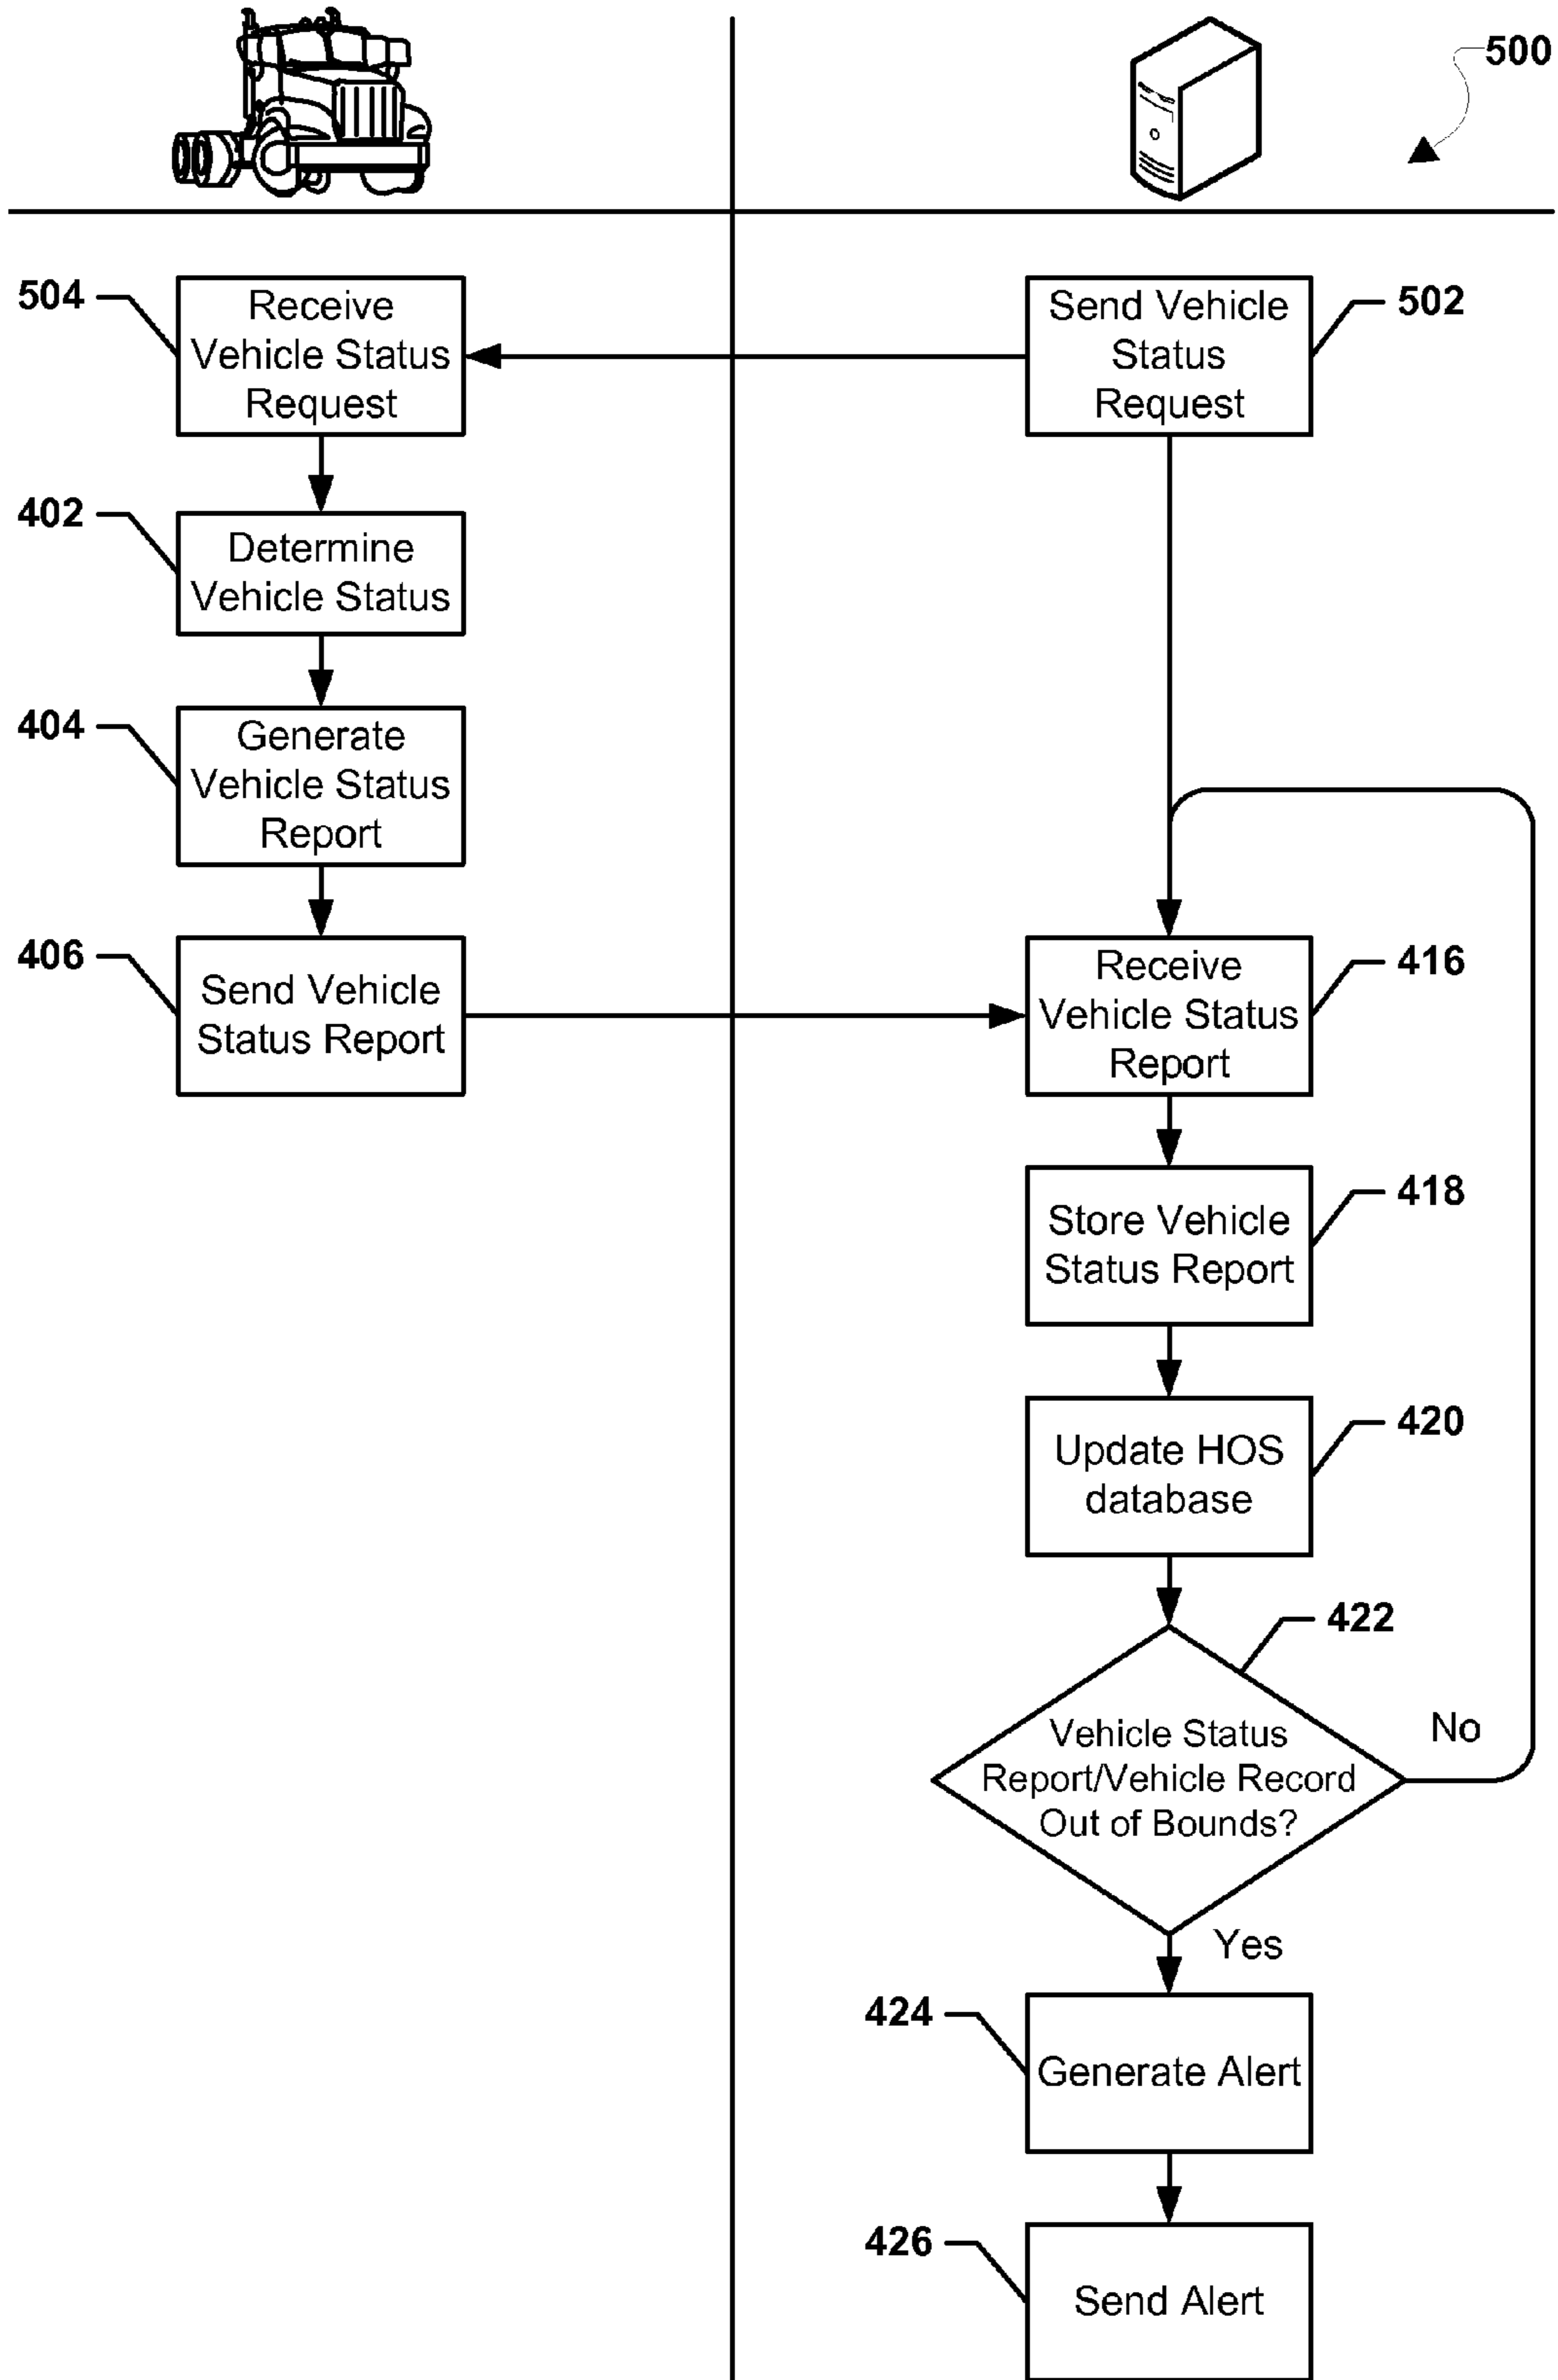 500
504
Receive
Vehicle Status
Request
Send Vehicle
Status
Request
502
402
Determine
Vehicle Status
404
Generate
Vehicle Status
Report
406
Send Vehicle
Status Report
Receive
Vehicle Status
Report
416
Store Vehicle
Status Report
418
Update HOS
database
420
422
Vehicle Status
Report/Vehicle Record
Out of Bounds?
No
Yes
424
Generate Alert
426
Send Alert